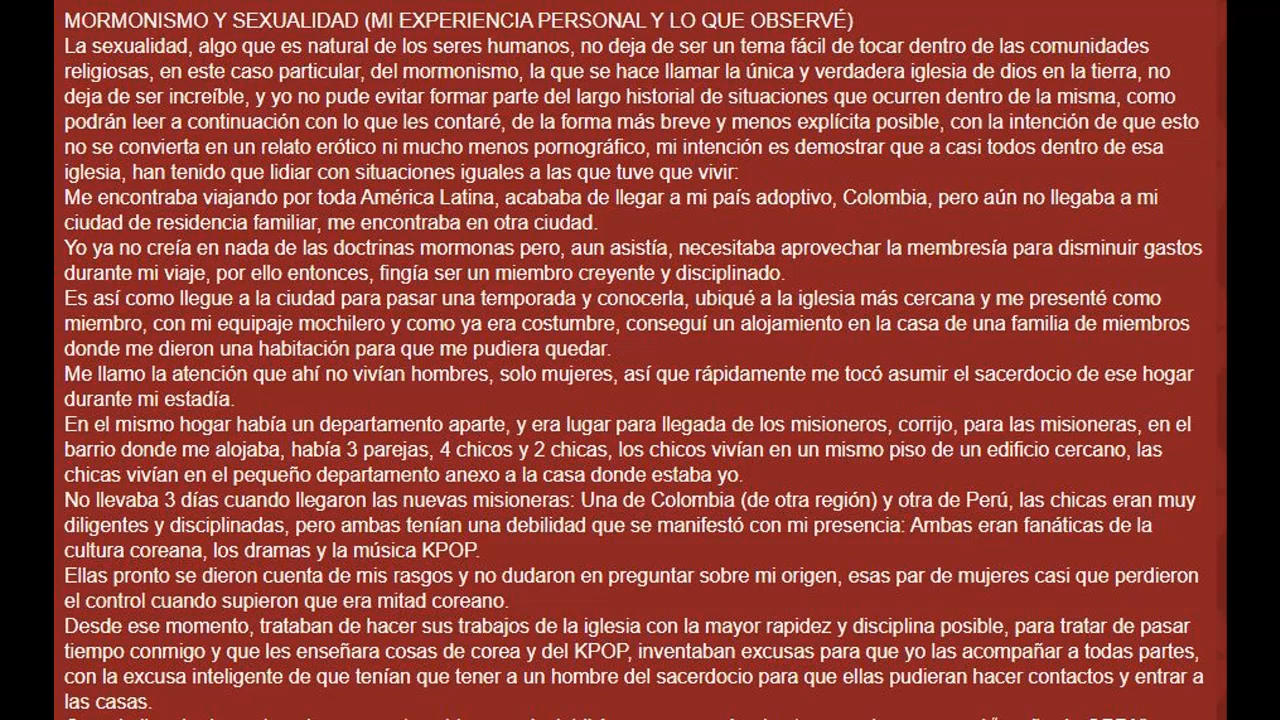 MORMONISMO Y SEXUALIDAD (MI EXPERIENCIA PERSONAL Y LO QUE OBSERVÉ)
La sexualidad, algo que es natural de los seres humanos, no deja de ser un tema fácil de tocar dentro de las comunidades
religiosas, en este caso particular, del mormonismo, la que se hace llamar la única y verdadera iglesia de dios en la tierra, no
deja de ser increíble, y yo no pude evitar formar parte del largo historial de situaciones que ocurren dentro de la misma, como
podrán leer a continuación con lo que les contaré, de la forma más breve y menos explícita posible, con la intención de que esto
no se convierta en un relato erótico ni mucho menos pornográfico, mi intención es demostrar que a casi todos dentro de esa
iglesia, han tenido que lidiar con situaciones iguales a las que tuve que vivir:
Me encontraba viajando por toda América Latina, acababa de llegar a mi país adoptivo, Colombia, pero aún no llegaba a mi
ciudad de residencia familiar, me encontraba en otra ciudad.
Yo ya no creía en nada de las doctrinas mormonas pero, aun asistía, necesitaba aprovechar la membresía para disminuir gastos
durante mi viaje, por ello entonces, fingía ser un miembro creyente y disciplinado.
Es así como llegue a la ciudad para pasar una temporada y conocerla, ubiqué a la iglesia más cercana y me presenté como
miembro, con mi equipaje mochilero y como ya era costumbre, conseguí un alojamiento en la casa de una familia de miembros
donde me dieron una habitación para que me pudiera quedar.
Me llamo la atención que ahí no vivían hombres, solo mujeres, así que rápidamente me tocó asumir el sacerdocio de ese hogar
durante mi estadía.
En el mismo hogar había un departamento aparte, y era lugar para llegada de los misioneros, corrijo, para las misioneras, en el
barrio donde me alojaba, había 3 parejas, 4 chicos y 2 chicas, los chicos vivían en un mismo piso de un edificio cercano, las
chicas vivían en el pequeño departamento anexo a la casa donde estaba yo.
No llevaba 3 días cuando llegaron las nuevas misioneras: Una de Colombia (de otra región) y otra de Perú, las chicas eran muy
diligentes y disciplinadas, pero ambas tenían una debilidad que se manifestó con mi presencia: Ambas eran fanáticas de la
cultura coreana, los dramas y la música KPOP.
Ellas pronto se dieron cuenta de mis rasgos y no dudaron en preguntar sobre mi origen, esas par de mujeres casi que perdieron
el control cuando supieron que era mitad coreano.
Desde ese momento, trataban de hacer sus trabajos de la iglesia con la mayor rapidez y disciplina posible, para tratar de pasar
tiempo conmigo y que les enseñara cosas de corea y del KPOP, inventaban excusas para que yo las acompañar a todas partes,
con la excusa inteligente de que tenían que tener a un hombre del sacerdocio para que ellas pudieran hacer contactos y entrar a
las casas.